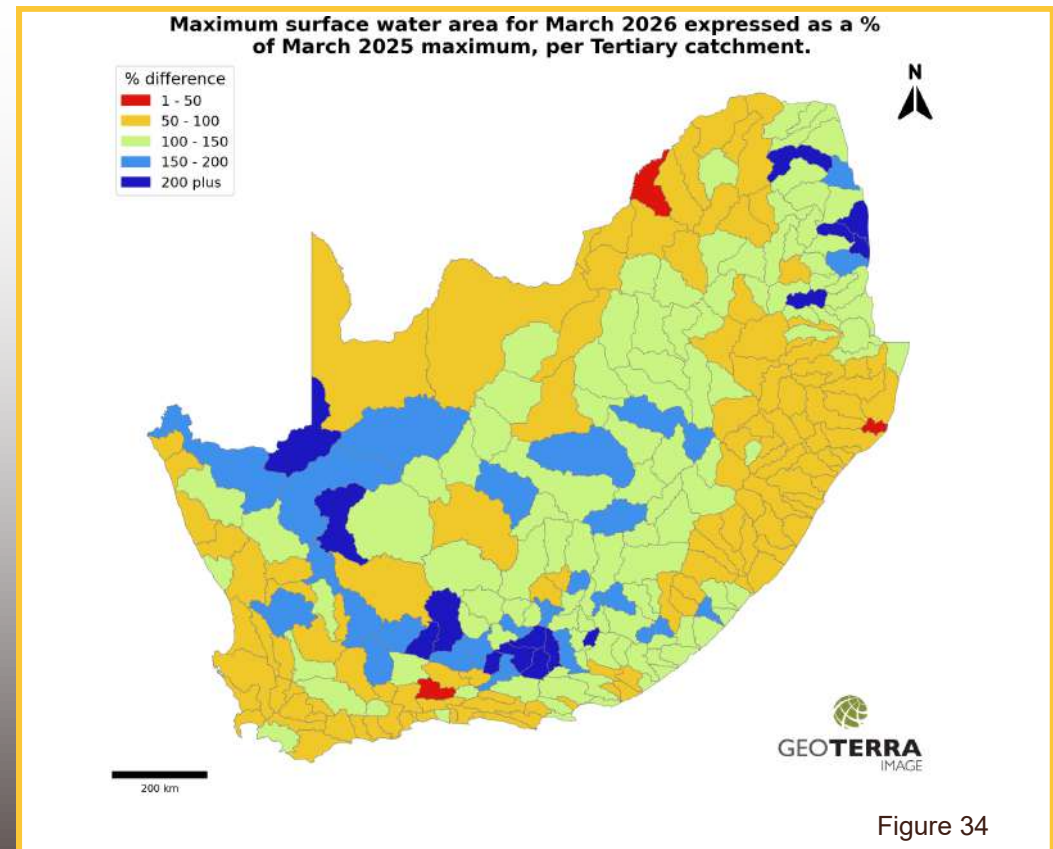 Maximum surface water area for March 2026 expressed as a %
of March 2025 maximum, per Tertiary catchment.
% difference
1 - 50
50 - 100
100 - 150
150 - 200
200 plus
N
GEOTERRA
IMAGE
200 km
Figure 34